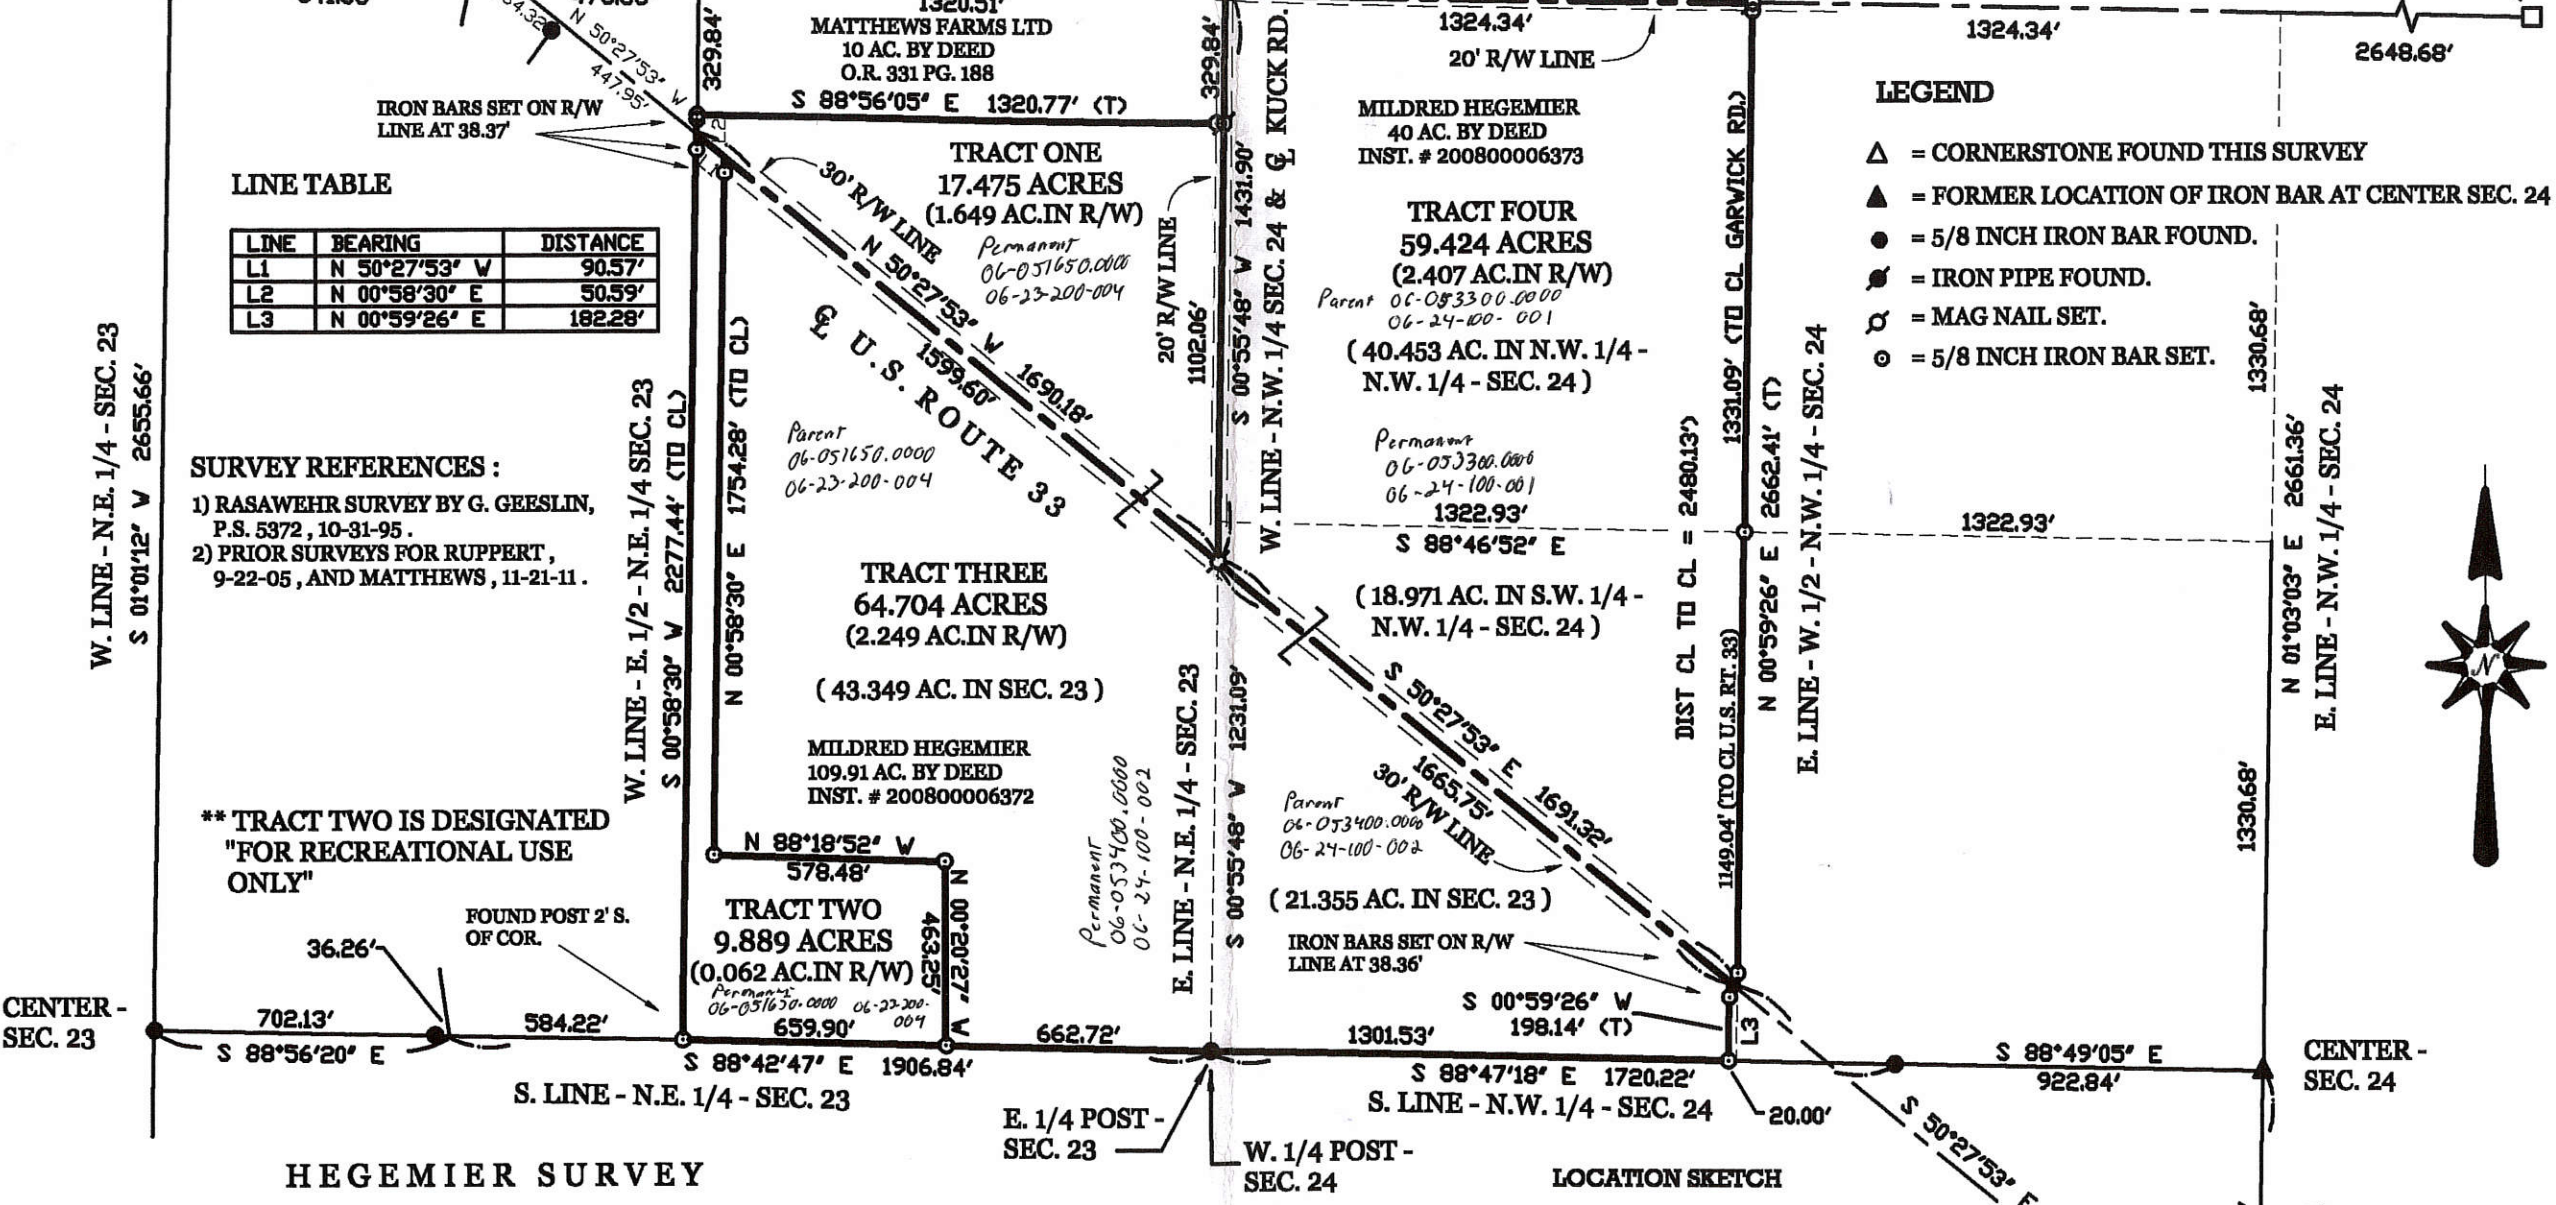 1320.51'
MATTHEWS FARMS LTD
10 AC. BY DEED
O.R. 331 PG. 188
329.84'
329.84'
S 88°56'05" E 1320.77' (T)
N 50°27'53" W
447.95'
IRON BARS SET ON R/W
LINE AT 38.37'
L2
L1
1324.34'
20' R/W LINE
1324.34'
2648.68'
LINE TABLE
LINE BEARING DISTANCE
L1 N 50°27'53" W 90.57'
L2 N 00°58'30" E 50.59'
L3 N 00°59'26" E 182.28'
TRACT ONE
17.475 ACRES
(1.649 AC.IN R/W)
Permanent
06-051650.0000
06-23-200-004
30' R/W LINE
N 50°27'53" W
1690.18'
1599.60'
℄ U.S. ROUTE 33
20' R/W LINE
1102.06'
S 00°55'48" W 1431.90'
W. LINE - N.W. 1/4 SEC. 24 & ℄ KUCK RD.
MILDRED HEGEMIER
40 AC. BY DEED
INST. # 200800006373
TRACT FOUR
59.424 ACRES
(2.407 AC.IN R/W)
Parent 06-053300.0000
06-24-100-001
( 40.453 AC. IN N.W. 1/4 -
N.W. 1/4 - SEC. 24 )
Permanent
06-053300.0000
06-24-100-001
1322.93'
S 88°46'52" E
1322.93'
( 18.971 AC. IN S.W. 1/4 -
N.W. 1/4 - SEC. 24 )
1331.09' (TO CL GARWICK RD.)
DIST CL TO CL = 2480.13')
N 00°59'26" E 2662.41' (T)
E. LINE - W. 1/2 - N.W. 1/4 - SEC. 24
1149.04' (TO CL U.S. RT. 33)
LEGEND
△ = CORNERSTONE FOUND THIS SURVEY
▲ = FORMER LOCATION OF IRON BAR AT CENTER SEC. 24
● = 5/8 INCH IRON BAR FOUND.
= IRON PIPE FOUND.
= MAG NAIL SET.
⊙ = 5/8 INCH IRON BAR SET.
1330.68'
N 01°03'03" E 2661.36'
E. LINE - N.W. 1/4 - SEC. 24
1330.68'
N
W. LINE - N.E. 1/4 - SEC. 23
S 01°01'12" W 2655.66'
SURVEY REFERENCES :
1) RASAWEHR SURVEY BY G. GEESLIN,
P.S. 5372 , 10-31-95 .
2) PRIOR SURVEYS FOR RUPPERT ,
9-22-05 , AND MATTHEWS , 11-21-11 .
W. LINE - E. 1/2 - N.E. 1/4 SEC. 23
S 00°58'30" W 2277.44' (TO CL)
N 00°58'30" E 1754.28' (TO CL)
Parent
06-051650.0000
06-23-200-004
TRACT THREE
64.704 ACRES
(2.249 AC.IN R/W)
( 43.349 AC. IN SEC. 23 )
MILDRED HEGEMIER
109.91 AC. BY DEED
INST. # 200800006372
Permanent
06-053400.0000
06-24-100-002
E. LINE - N.E. 1/4 - SEC. 23
S 00°55'48" W 1231.09'
S 50°27'53" E
1691.32'
1665.75'
30' R/W LINE
Parent
06-053400.0000
06-24-100-002
( 21.355 AC. IN SEC. 23 )
IRON BARS SET ON R/W
LINE AT 38.36'
S 00°59'26" W
198.14' (T)
L3
** TRACT TWO IS DESIGNATED
"FOR RECREATIONAL USE
ONLY"
N 88°18'52" W
578.48'
N 00°20'27" W
463.25'
TRACT TWO
9.889 ACRES
(0.062 AC.IN R/W)
06-051650.0000 06-23-200-
004
FOUND POST 2' S.
OF COR.
36.26'
CENTER -
SEC. 23
702.13'
S 88°56'20" E
584.22'
659.90'
S 88°42'47" E 1906.84'
662.72'
S. LINE - N.E. 1/4 - SEC. 23
1301.53'
S 88°47'18" E 1720.22'
S. LINE - N.W. 1/4 - SEC. 24
20.00'
S 88°49'05" E
922.84'
CENTER -
SEC. 24
E. 1/4 POST -
SEC. 23
W. 1/4 POST -
SEC. 24
S 50°27'53" E
HEGEMIER SURVEY
LOCATION SKETCH